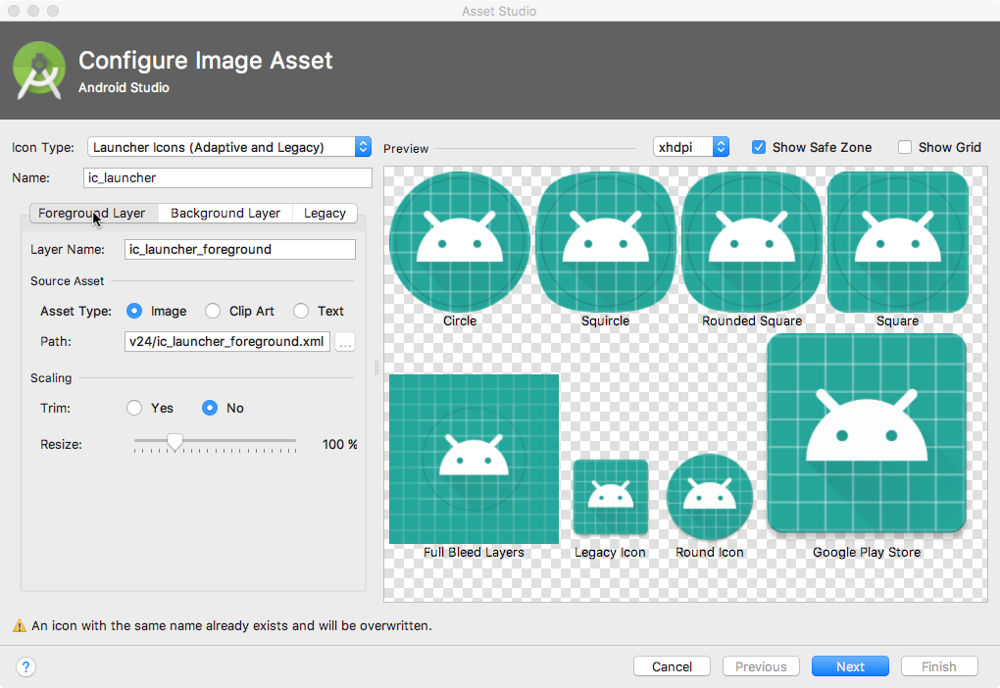 Asset Studio
Configure Image Asset
Android Studio
Icon Type: Launcher Icons (Adaptive and Legacy)
Name: ic_launcher
Foreground Layer Background Layer Legacy
Layer Name: ic_launcher_foreground
Source Asset
Asset Type: Image Clip Art Text
Path: v24/ic_launcher_foreground.xml ...
Scaling
Trim: Yes No
Resize: 100 %
Preview xhdpi Show Safe Zone Show Grid
Circle Squircle Rounded Square Square
Full Bleed Layers Legacy Icon Round Icon Google Play Store
An icon with the same name already exists and will be overwritten.
? Cancel Previous Next Finish